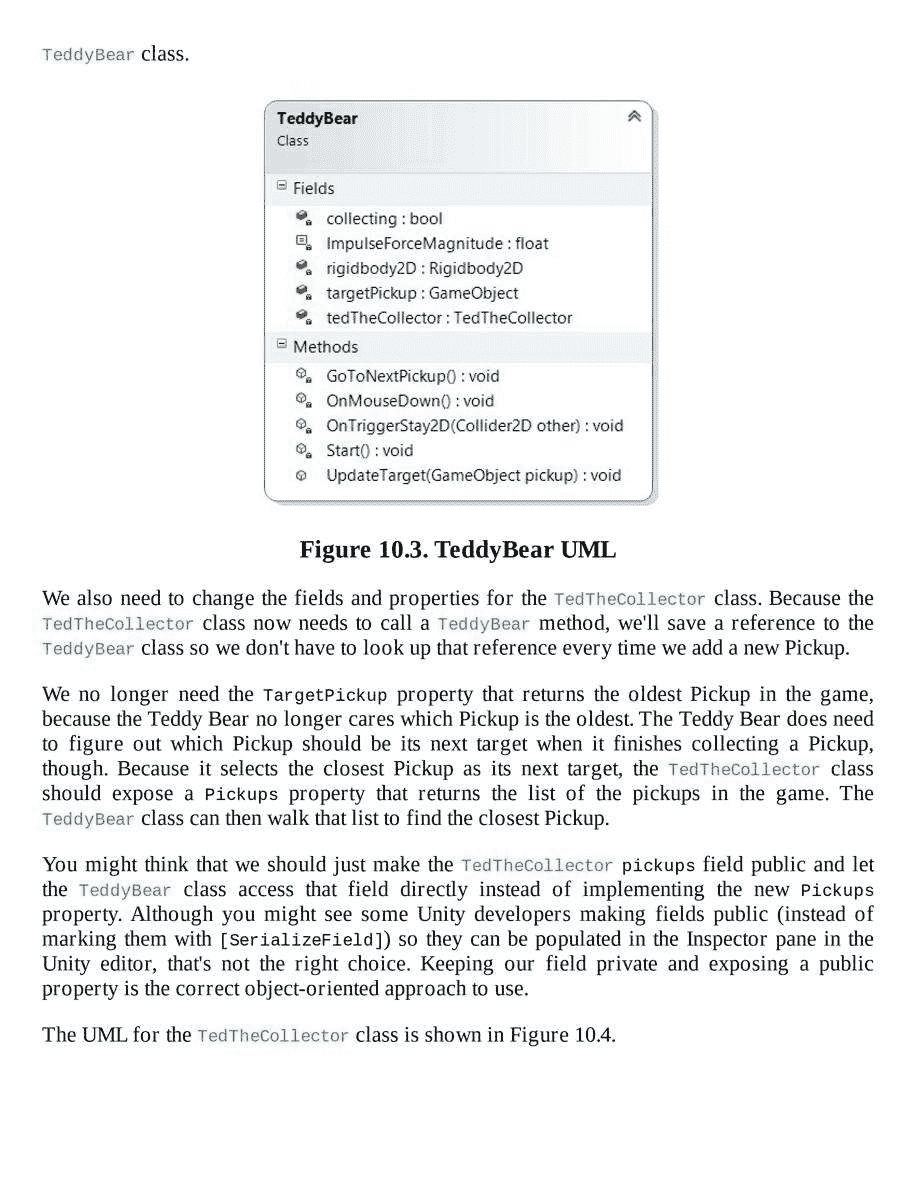 TeddyBear class.
TeddyBear
Class
Fields
collecting : bool
ImpulseForceMagnitude : float
rigidbody2D : Rigidbody2D
targetPickup : GameObject
tedTheCollector : TedTheCollector
Methods
GoToNextPickup() : void
OnMouseDown() : void
OnTriggerStay2D(Collider2D other) : void
Start() : void
UpdateTarget(GameObject pickup) : void
Figure 10.3. TeddyBear UML
We also need to change the fields and properties for the TedTheCollector class. Because the
TedTheCollector class now needs to call a TeddyBear method, we'll save a reference to the
TeddyBear class so we don't have to look up that reference every time we add a new Pickup.
We no longer need the TargetPickup property that returns the oldest Pickup in the game,
because the Teddy Bear no longer cares which Pickup is the oldest. The Teddy Bear does need
to figure out which Pickup should be its next target when it finishes collecting a Pickup,
though. Because it selects the closest Pickup as its next target, the TedTheCollector class
should expose a Pickups property that returns the list of the pickups in the game. The
TeddyBear class can then walk that list to find the closest Pickup.
You might think that we should just make the TedTheCollector pickups field public and let
the TeddyBear class access that field directly instead of implementing the new Pickups
property. Although you might see some Unity developers making fields public (instead of
marking them with [SerializeField]) so they can be populated in the Inspector pane in the
Unity editor, that's not the right choice. Keeping our field private and exposing a public
property is the correct object-oriented approach to use.
The UML for the TedTheCollector class is shown in Figure 10.4.